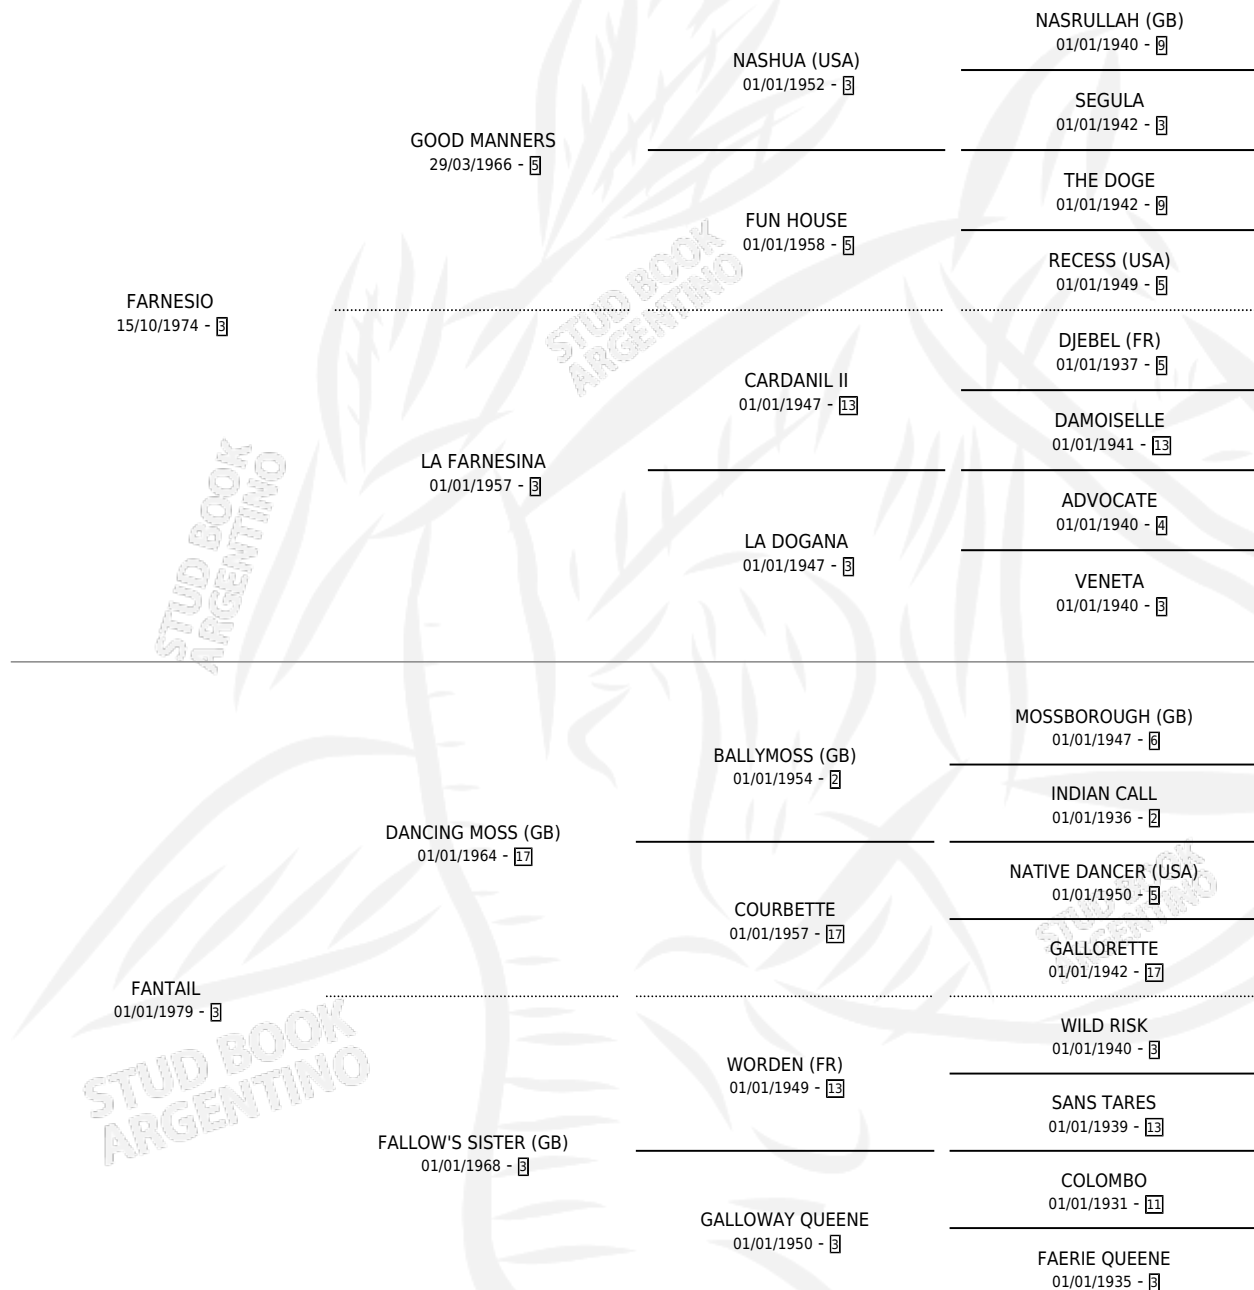 NASRULLAH (GB)
01/01/1940 - 9
NASHUA (USA)
01/01/1952 - 3
SEGULA
01/01/1942 - 3
GOOD MANNERS
29/03/1966 - 5
THE DOGE
01/01/1942 - 9
FUN HOUSE
01/01/1958 - 5
RECESS (USA)
01/01/1949 - 5
FARNESIO
15/10/1974 - 3
DJEBEL (FR)
01/01/1937 - 5
CARDANIL II
01/01/1947 - 13
DAMOISELLE
01/01/1941 - 13
LA FARNESINA
01/01/1957 - 3
ADVOCATE
01/01/1940 - 4
LA DOGANA
01/01/1947 - 3
VENETA
01/01/1940 - 3
MOSSBOROUGH (GB)
01/01/1947 - 6
BALLYMOSS (GB)
01/01/1954 - 2
INDIAN CALL
01/01/1936 - 2
DANCING MOSS (GB)
01/01/1964 - 17
NATIVE DANCER (USA)
01/01/1950 - 5
COURBETTE
01/01/1957 - 17
GALLORETTE
01/01/1942 - 17
FANTAIL
01/01/1979 - 3
WILD RISK
01/01/1940 - 3
WORDEN (FR)
01/01/1949 - 13
SANS TARES
01/01/1939 - 13
FALLOW'S SISTER (GB)
01/01/1968 - 3
COLOMBO
01/01/1931 - 11
GALLOWAY QUEENE
01/01/1950 - 3
FAERIE QUEENE
01/01/1935 - 3
STUD BOOK
ARGENTINO
STUD BOOK
ARGENTINO
STUD BOOK
ARGENTINO
STUD BOOK
ARGENTINO